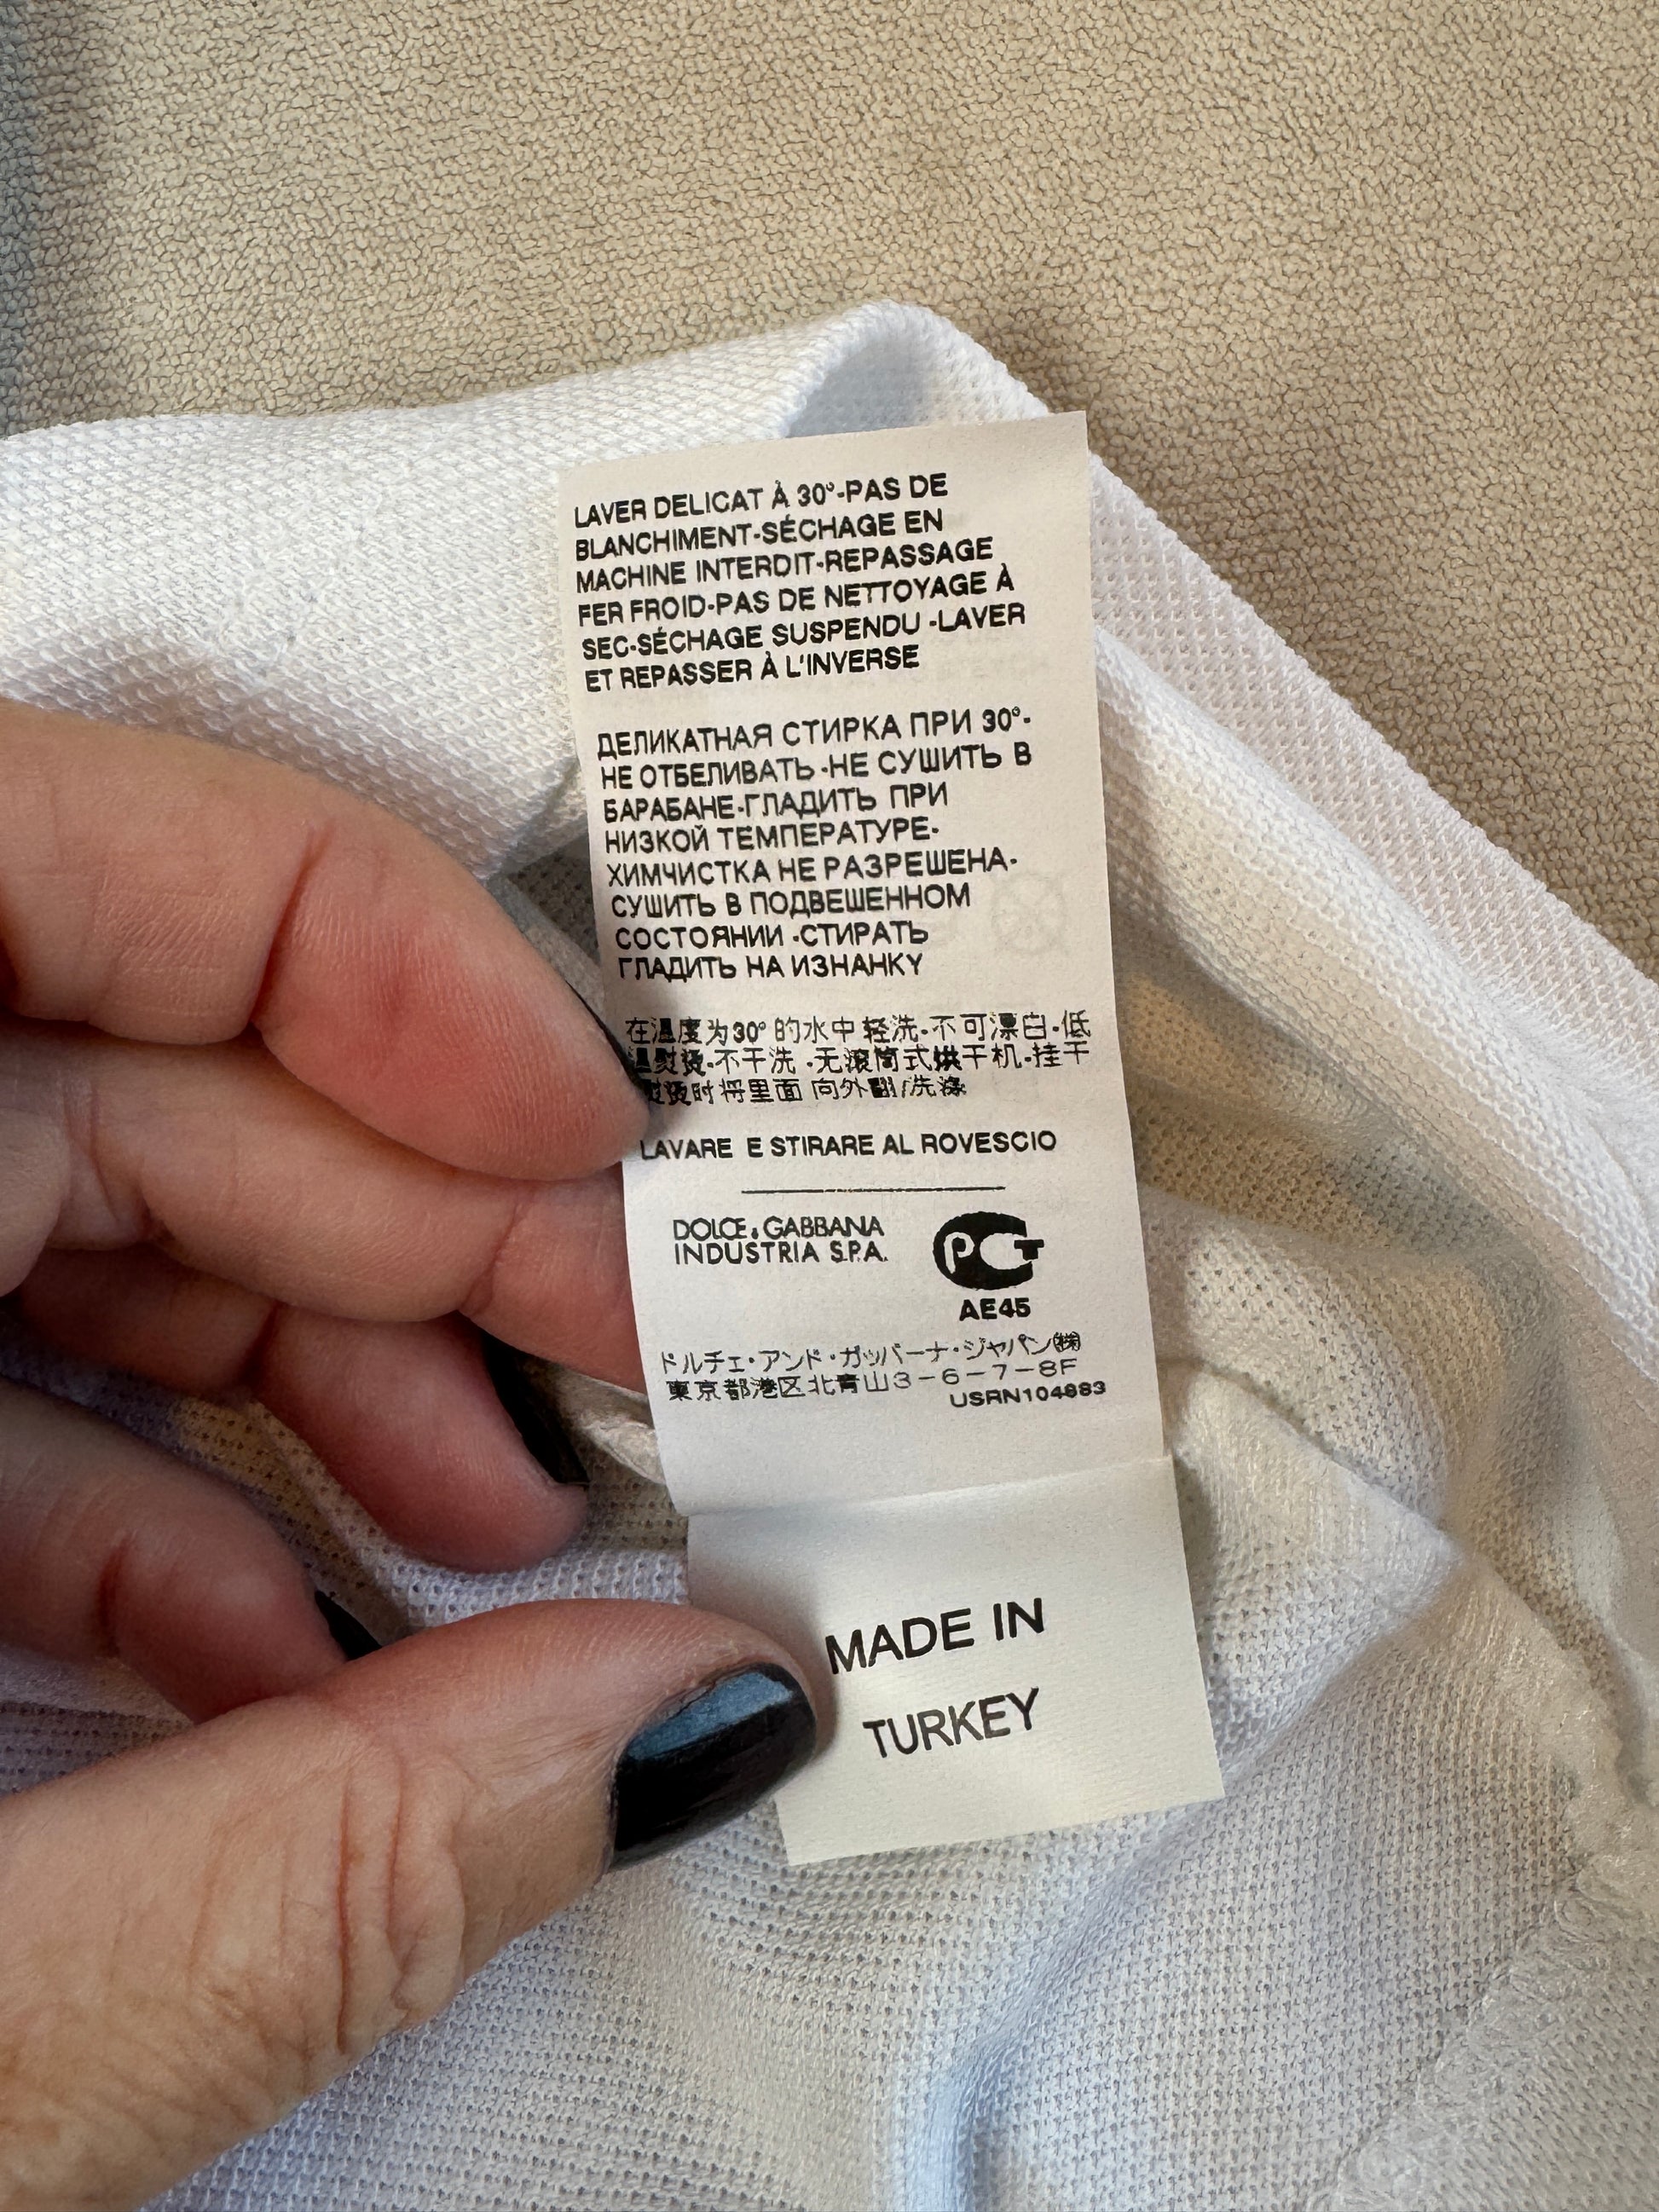 LAVER DELICAT À 30°-PAS DE
BLANCHIMENT-SÉCHAGE EN
MACHINE INTERDIT-REPASSAGE
FER FROID-PAS DE NETTOYAGE À
SEC-SÉCHAGE SUSPENDU -LAVER
ET REPASSER À L'INVERSE
ДЕЛИКАТНАЯ СТИРКА ПРИ 30°-
НЕ ОТБЕЛИВАТЬ -НЕ СУШИТЬ В
БАРАБАНЕ-ГЛАДИТЬ ПРИ
НИЗКОЙ ТЕМПЕРАТУРЕ-
ХИМЧИСТКА НЕ РАЗРЕШЕНА-
СУШИТЬ В ПОДВЕШЕННОМ
СОСТОЯНИИ -СТИРАТЬ
ГЛАДИТЬ НА ИЗНАНКУ
在温度为30°的水中轻洗-不可漂白-低
温熨烫-不干洗 -无滚筒式烘干机-挂干
熨烫时将里面 向外翻/洗涤
LAVARE E STIRARE AL ROVESCIO
DOLCE & GABBANA
INDUSTRIA S.P.A.
РСТ
AE45
ドルチェ・アンド・ガッバーナ・ジャパン㈱
東京都港区北青山3-6-7-8F
USRN104883
MADE IN
TURKEY